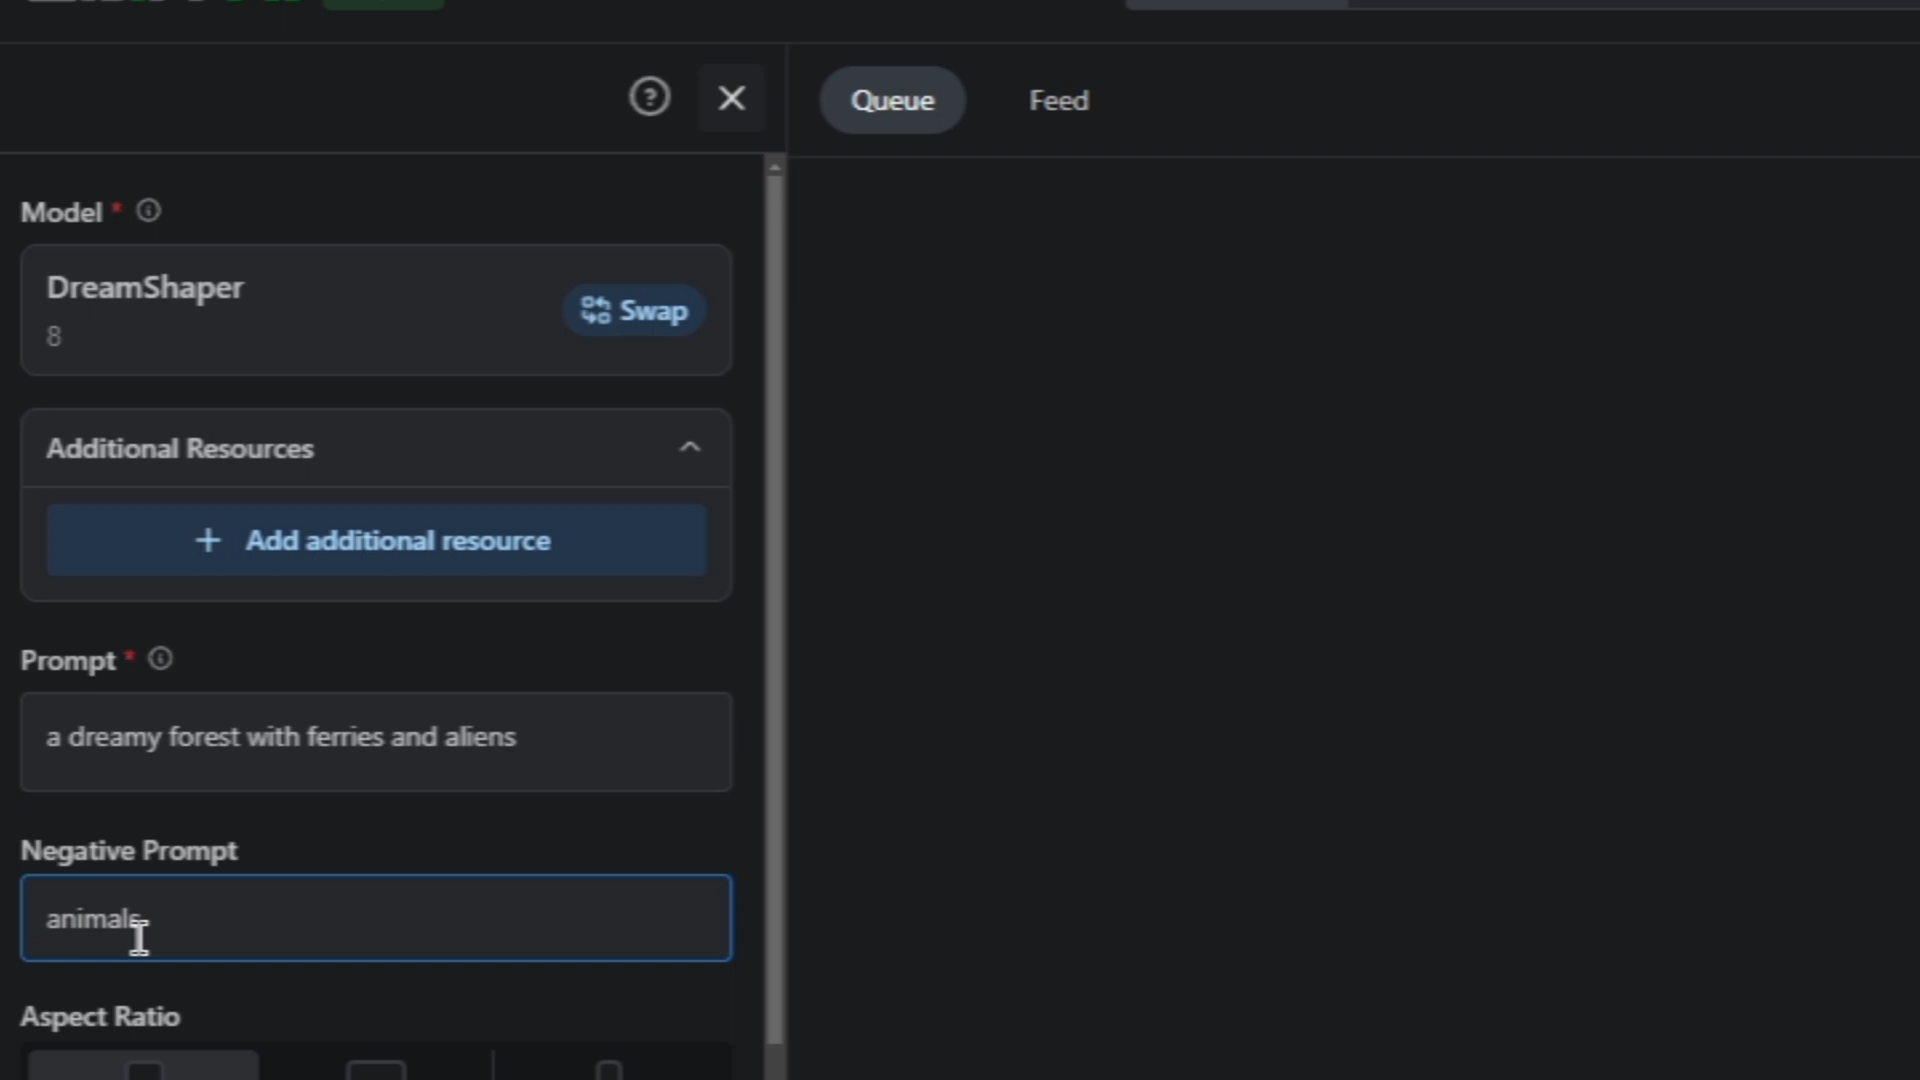 Queue Feed
Model *
DreamShaper
8
Swap
Additional Resources
+ Add additional resource
Prompt *
a dreamy forest with ferries and aliens
Negative Prompt
animals
Aspect Ratio